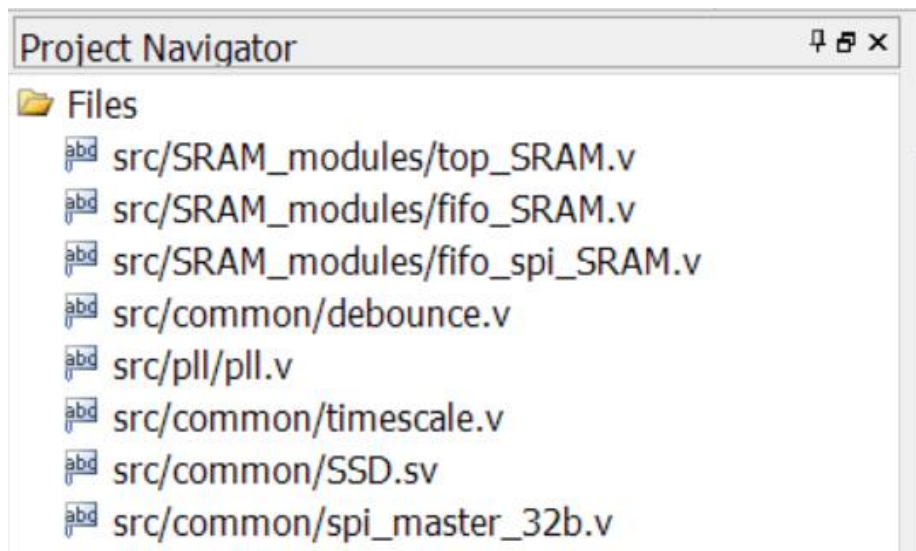 Project Navigator
Files
src/SRAM_modules/top_SRAM.v
src/SRAM_modules/fifo_SRAM.v
src/SRAM_modules/fifo_spi_SRAM.v
src/common/debounce.v
src/pll/pll.v
src/common/timescale.v
src/common/SSD.sv
src/common/spi_master_32b.v